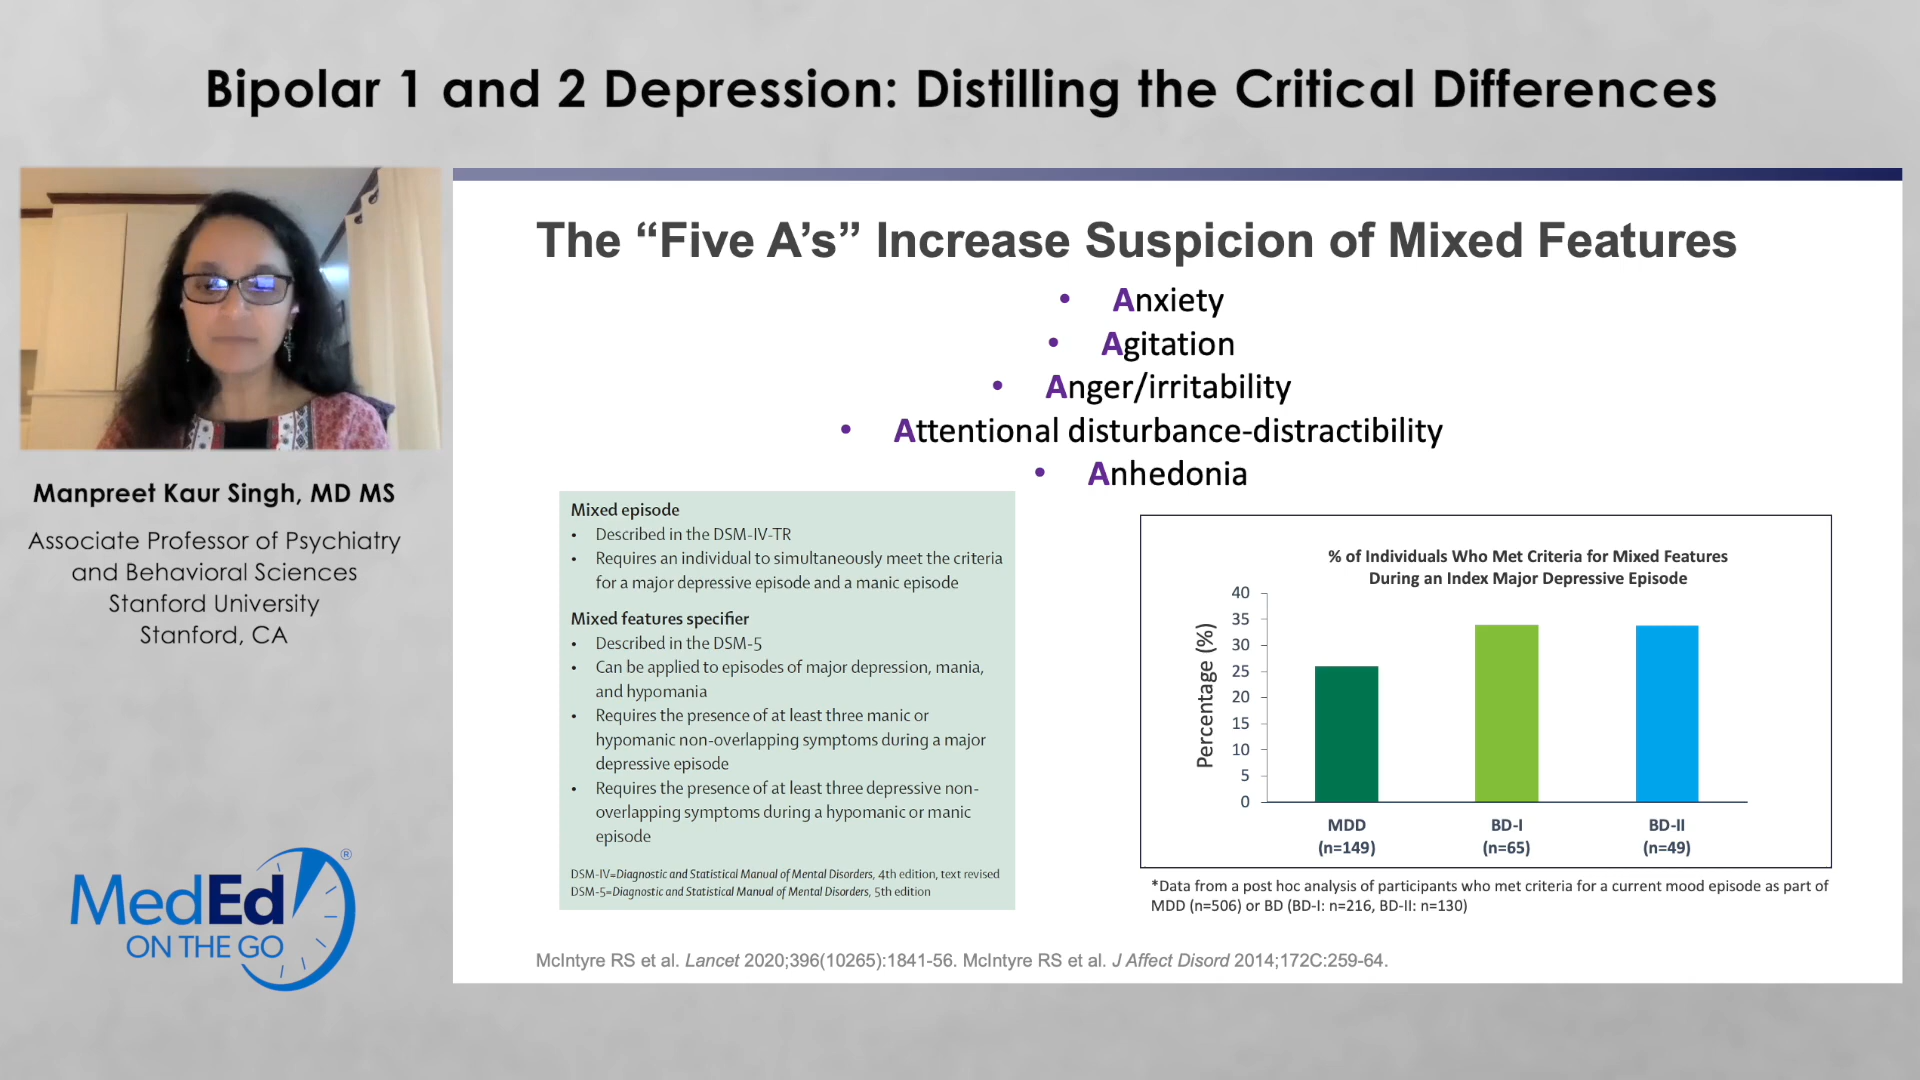 Bipolar 1 and 2 Depression: Distilling the Critical Differences
Manpreet Kaur Singh, MD MS
Associate Professor of Psychiatry
and Behavioral Sciences
Stanford University
Stanford, CA
MedEd®
ON THE GO
The “Five A’s” Increase Suspicion of Mixed Features
• Anxiety
• Agitation
• Anger/irritability
• Attentional disturbance-distractibility
• Anhedonia
Mixed episode
• Described in the DSM-IV-TR
• Requires an individual to simultaneously meet the criteria
for a major depressive episode and a manic episode
Mixed features specifier
• Described in the DSM-5
• Can be applied to episodes of major depression, mania,
and hypomania
• Requires the presence of at least three manic or
hypomanic non-overlapping symptoms during a major
depressive episode
• Requires the presence of at least three depressive non-
overlapping symptoms during a hypomanic or manic
episode
DSM-IV=Diagnostic and Statistical Manual of Mental Disorders, 4th edition, text revised
DSM-5=Diagnostic and Statistical Manual of Mental Disorders, 5th edition
% of Individuals Who Met Criteria for Mixed Features
During an Index Major Depressive Episode
Percentage (%)
40
35
30
25
20
15
10
5
0
MDD BD-I BD-II
(n=149) (n=65) (n=49)
*Data from a post hoc analysis of participants who met criteria for a current mood episode as part of
MDD (n=506) or BD (BD-I: n=216, BD-II: n=130)
McIntyre RS et al. Lancet 2020;396(10265):1841-56. McIntyre RS et al. J Affect Disord 2014;172C:259-64.